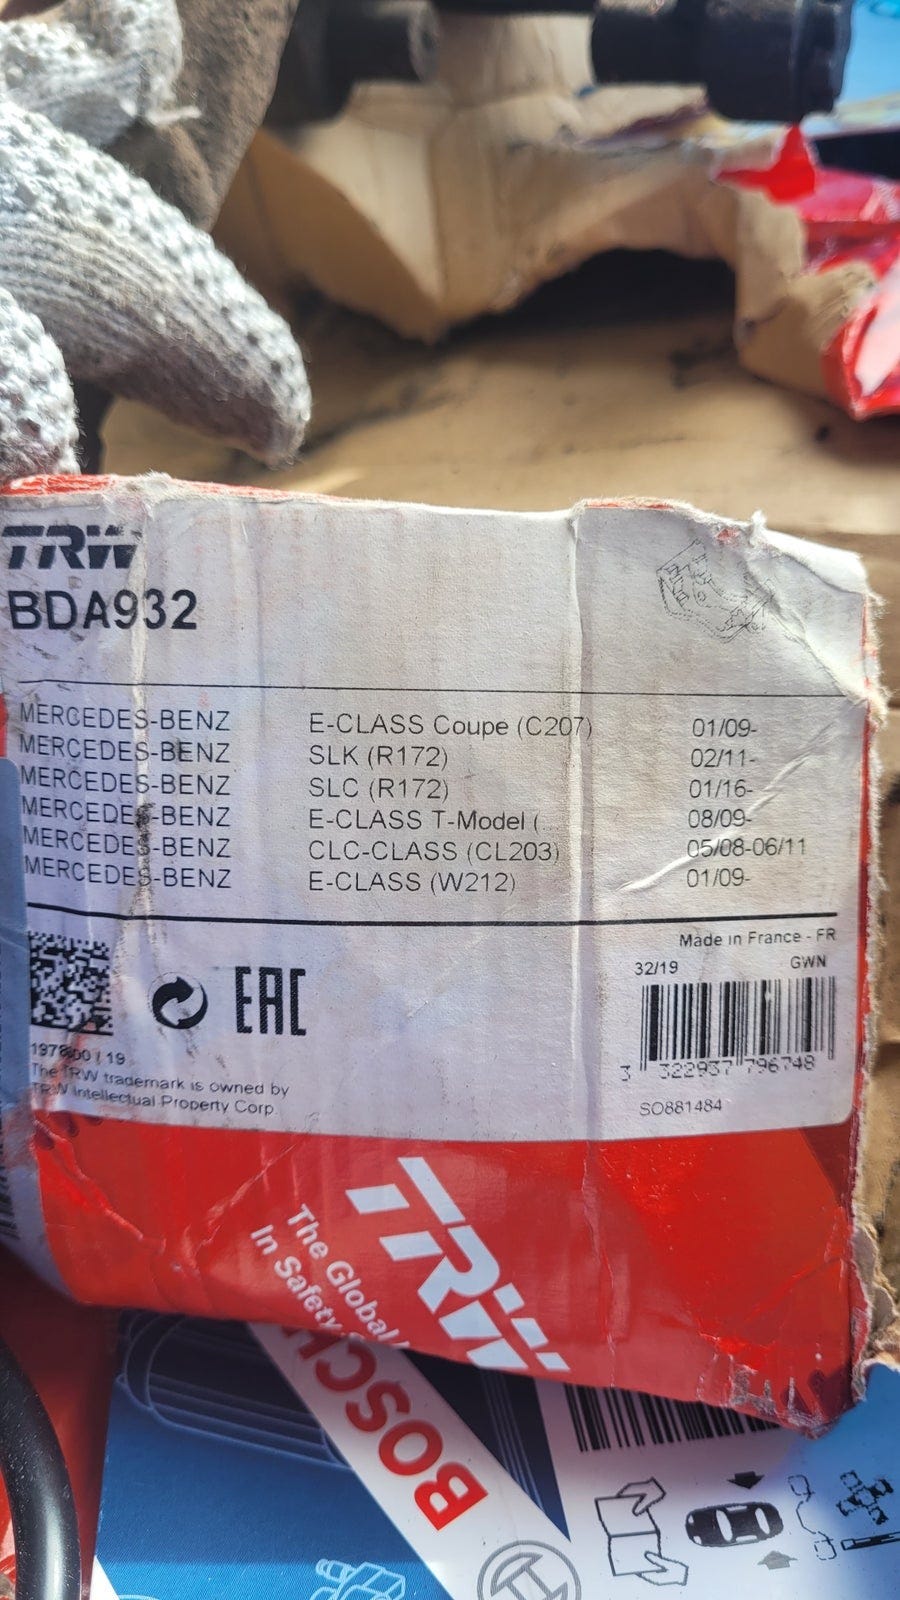 TRW
BDA932
MERCEDES-BENZ E-CLASS Coupe (C207) 01/09-
MERCEDES-BENZ SLK (R172) 02/11-
MERCEDES-BENZ SLC (R172) 01/16-
MERCEDES-BENZ E-CLASS T-Model (... 08/09-
MERCEDES-BENZ CLC-CLASS (CL203) 05/08-06/11
MERCEDES-BENZ E-CLASS (W212) 01/09-
Made in France - FR
32/19 GWN
EAC
3 322937 796748
19 
The TRW trademark is owned by
TRW Intellectual Property Corp.
SO881484
TRW
The Global
In Safety
BOSCH